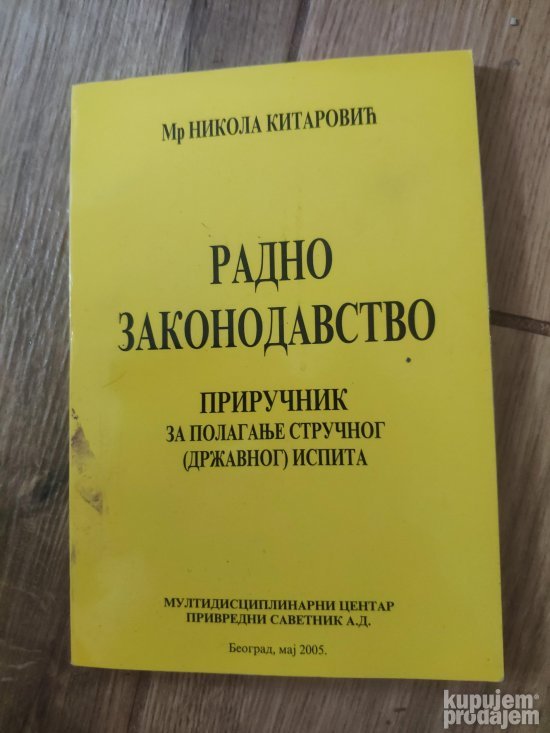 Мр НИКОЛА КИТАРОВИЋ
РАДНО
ЗАКОНОДАВСТВО
ПРИРУЧНИК
ЗА ПОЛАГАЊЕ СТРУЧНОГ
(ДРЖАВНОГ) ИСПИТА
МУЛТИДИСЦИПЛИНАРНИ ЦЕНТАР
ПРИВРЕДНИ САВЕТНИК А.Д.
Београд, мај 2005.
kupujem
prodajem